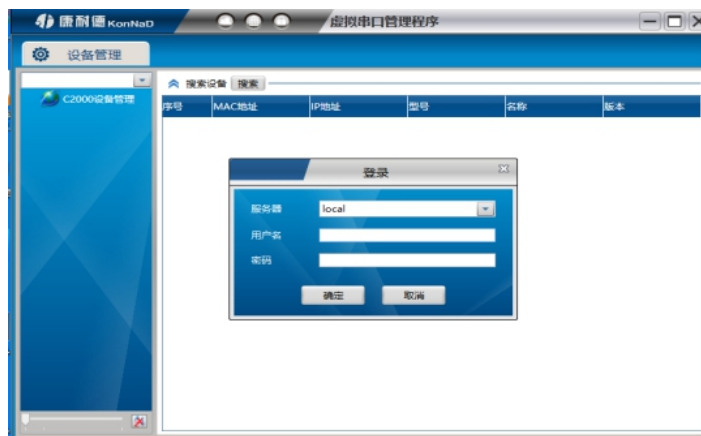 康耐德 KonNaD
虚拟串口管理程序
设备管理
C2000设备管理
搜索设备 搜索
序号 MAC地址 IP地址 型号 名称 版本
登录
服务器 local
用户名
密码
确定 取消